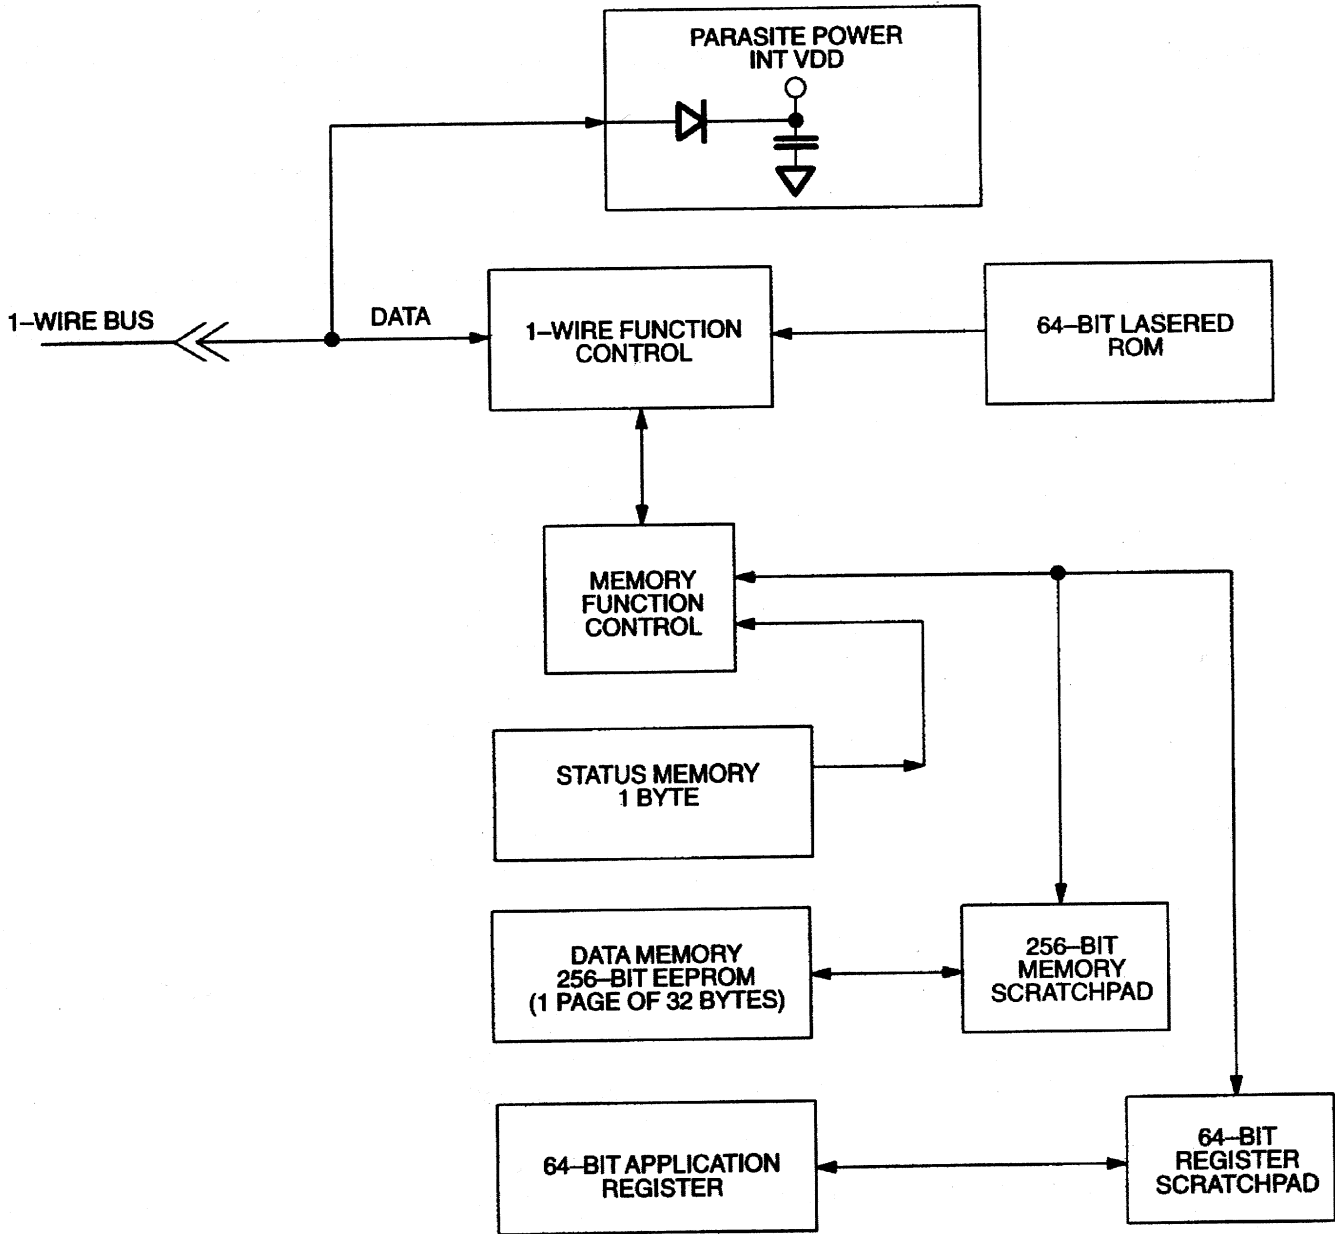 PARASITE POWER
INT VDD
1–WIRE BUS
DATA
1–WIRE FUNCTION
CONTROL
64–BIT LASERED
ROM
MEMORY
FUNCTION
CONTROL
STATUS MEMORY
1 BYTE
DATA MEMORY
256–BIT EEPROM
(1 PAGE OF 32 BYTES)
256–BIT
MEMORY
SCRATCHPAD
64–BIT APPLICATION
REGISTER
64–BIT
REGISTER
SCRATCHPAD